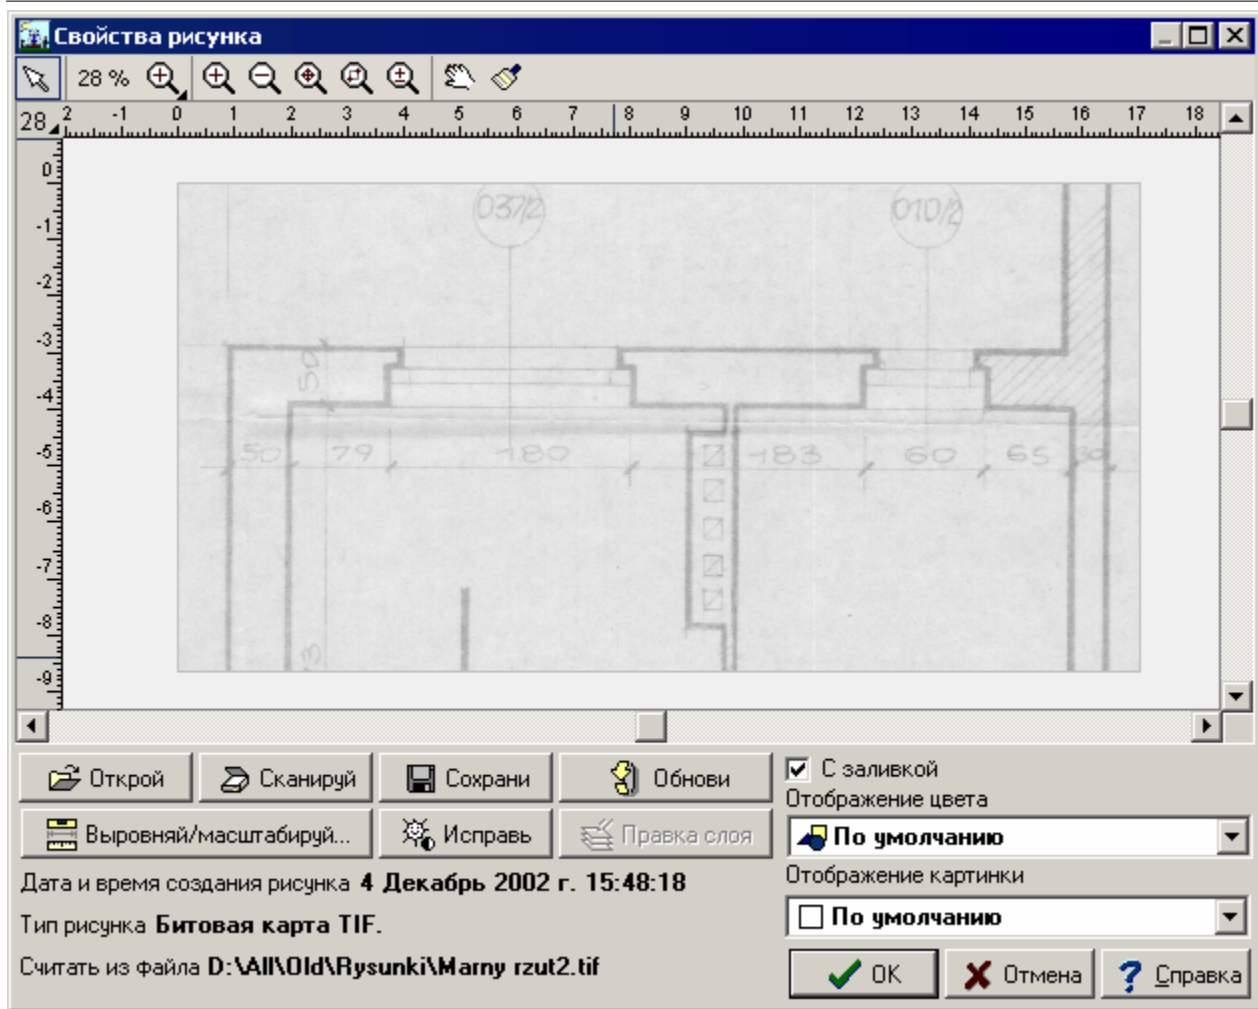 Свойства рисунка
28 %
28 2 -1 0 1 2 3 4 5 6 7 8 9 10 11 12 13 14 15 16 17 18
0
-1
-2
-3
-4
-5
-6
-7
-8
-9
037/2 010/2
50
50 79 180 183 60 65 30
3
Открой Сканируй Сохрани Обнови
Выровняй/масштабируй... Исправь Правка слоя
Дата и время создания рисунка 4 Декабрь 2002 г. 15:48:18
Тип рисунка Битовая карта TIF.
Считать из файла D:\All\Old\Rysunki\Marny rzut2.tif
С заливкой
Отображение цвета
По умолчанию
Отображение картинки
По умолчанию
OK Отмена Справка